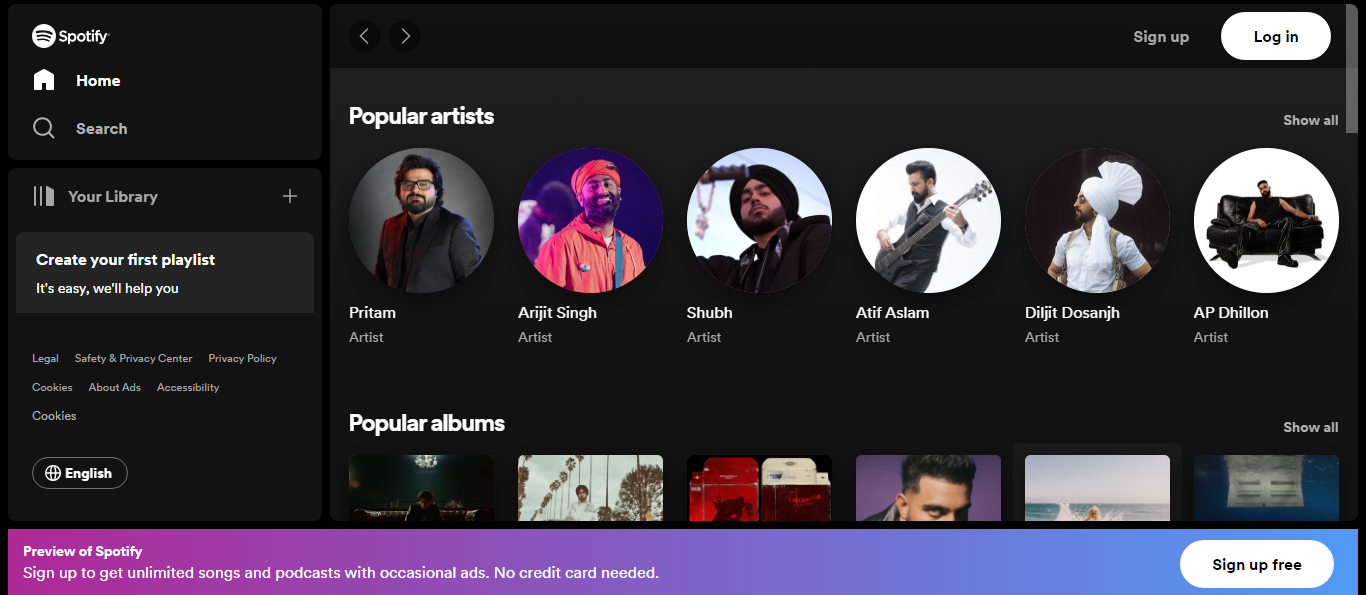 Spotify
Home
Search
Your Library
Create your first playlist
It's easy, we'll help you
Legal Safety & Privacy Center Privacy Policy
Cookies About Ads Accessibility
Cookies
English
Sign up Log in
Popular artists
Show all
Pritam Arijit Singh Shubh Atif Aslam Diljit Dosanjh AP Dhillon
Artist Artist Artist Artist Artist Artist
Popular albums
Show all
Preview of Spotify
Sign up to get unlimited songs and podcasts with occasional ads. No credit card needed.
Sign up free